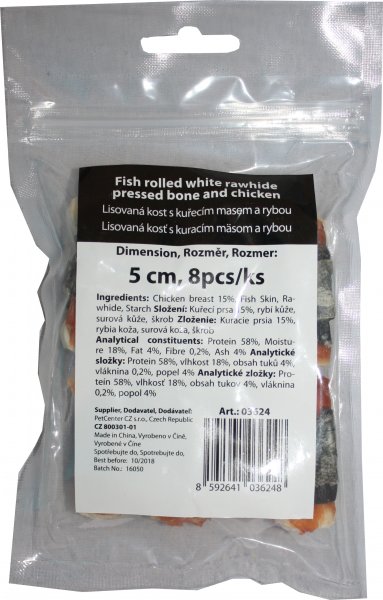 Fish rolled white rawhide
pressed bone and chicken
Lisovaná kost s kuřecím masem a rybou
Lisovaná kosť s kuracím mäsom a rybou
Dimension, Rozměr, Rozmer:
5 cm, 8pcs/ks
Ingredients: Chicken breast 15%, Fish Skin, Ra-
whide, Starch Složení: Kuřecí prsa 15%, rybí kůže,
surová kůže, škrob Zloženie: Kuracie prsia 15%,
rybia koža, surová koža, škrob
Analytical constituents: Protein 58%, Moistu-
re 18%, Fat 4%, Fibre 0,2%, Ash 4% Analytické
složky: Protein 58%, vlhkost 18%, obsah tuků 4%,
vláknina 0,2%, popel 4% Analytické zložky: Pro-
tein 58%, vlhkosť 18%, obsah tukov 4%, vláknina
0,2%, popol 4%
Supplier, Dodavatel, Dodávateľ:
PetCenter CZ s.r.o., Czech Republic
CZ 800301-01
Made in China, Vyrobeno v Číně,
Vyrobené v Číne
Spotřebujte do, Spotrebujte do,
Best before: 10/2018
Batch No.: 16050
Art.: 03624
8 592641 036248